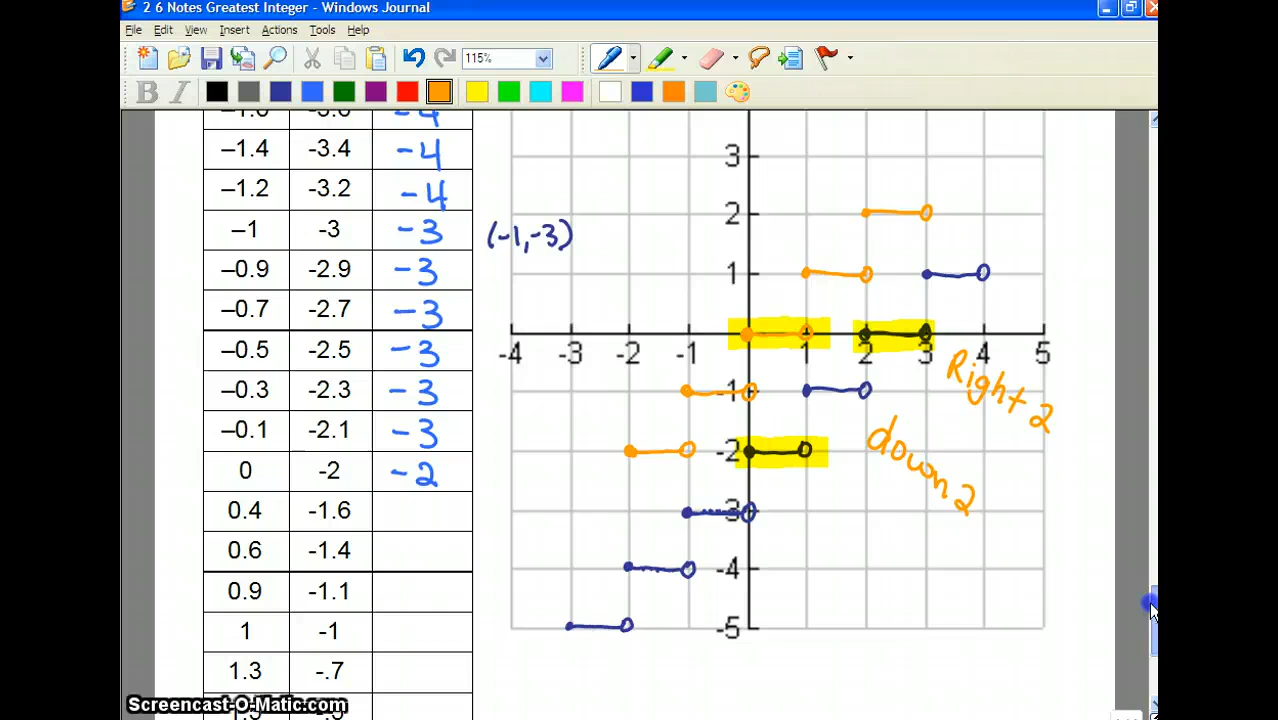 2 6 Notes Greatest Integer - Windows Journal
File Edit View Insert Actions Tools Help
115%
B I
-4
–1.4 -3.4 -4
–1.2 -3.2 -4
–1 -3 -3
–0.9 -2.9 -3
–0.7 -2.7 -3
–0.5 -2.5 -3
–0.3 -2.3 -3
–0.1 -2.1 -3
0 -2 -2
0.4 -1.6
0.6 -1.4
0.9 -1.1
1 -1
1.3 -.7
(-1,-3)
3
2
1
-4 -3 -2 -1 1 2 3 4 5
-1
-2
-3
-4
-5
Right 2
down 2
Screencast-O-Matic.com